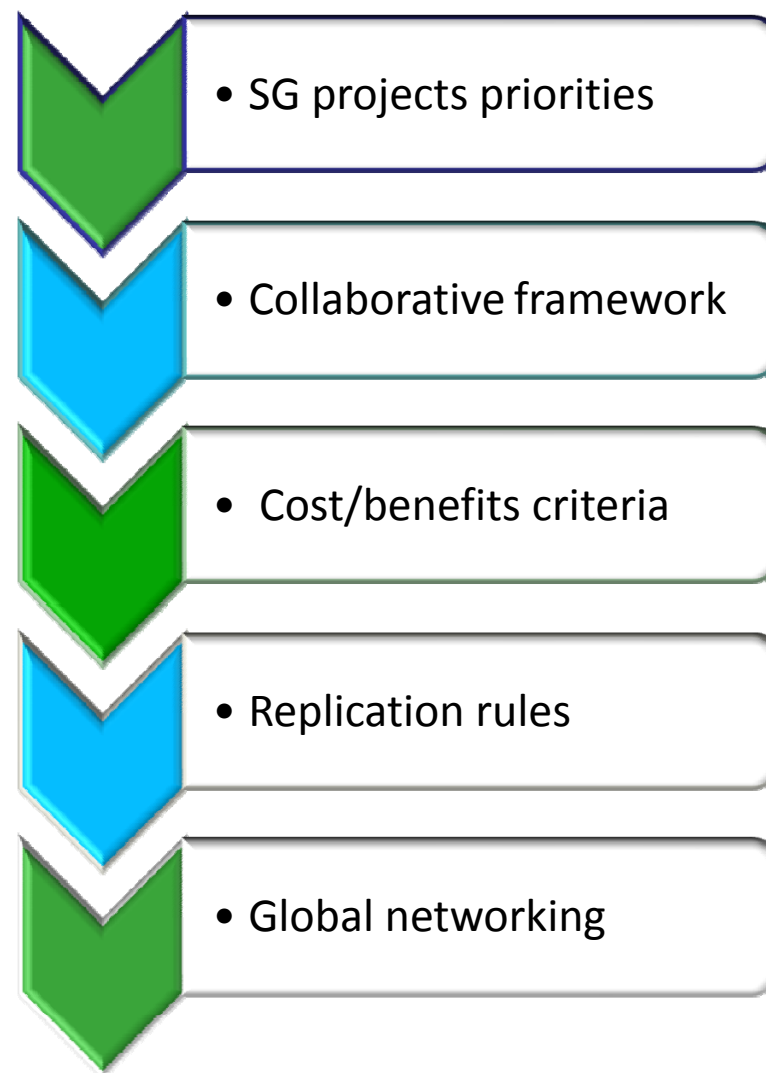 • SG projects priorities
• Collaborative framework
• Cost/benefits criteria
• Replication rules
• Global networking